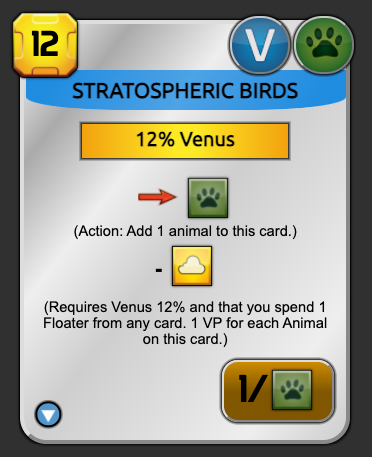 12
V
STRATOSPHERIC BIRDS
12% Venus
(Action: Add 1 animal to this card.)
-
(Requires Venus 12% and that you spend 1
Floater from any card. 1 VP for each Animal
on this card.)
1/